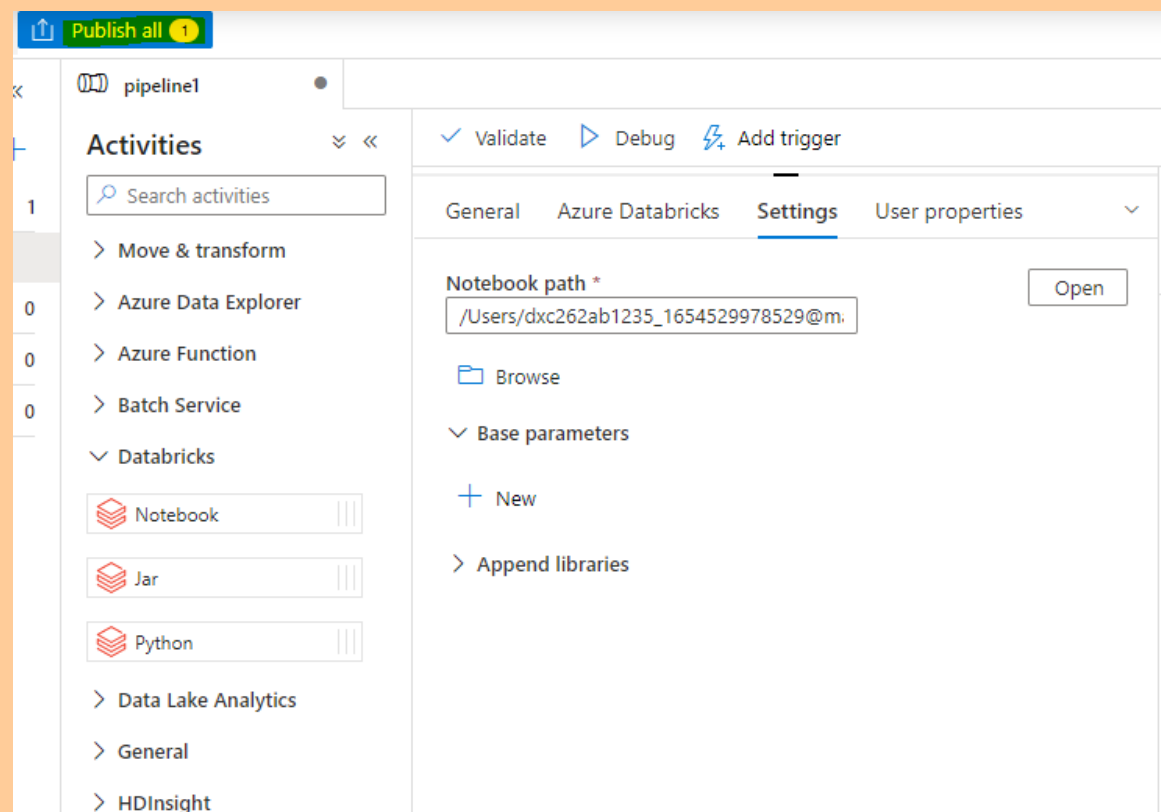 Publish all 1
pipeline1
Activities
Search activities
1
Move & transform
0
Azure Data Explorer
0
Azure Function
0
Batch Service
Databricks
Notebook
Jar
Python
Data Lake Analytics
General
HDInsight
Validate Debug Add trigger
General Azure Databricks Settings User properties
Notebook path *
Open
/Users/dxc262ab1235_1654529978529@m
Browse
Base parameters
New
Append libraries